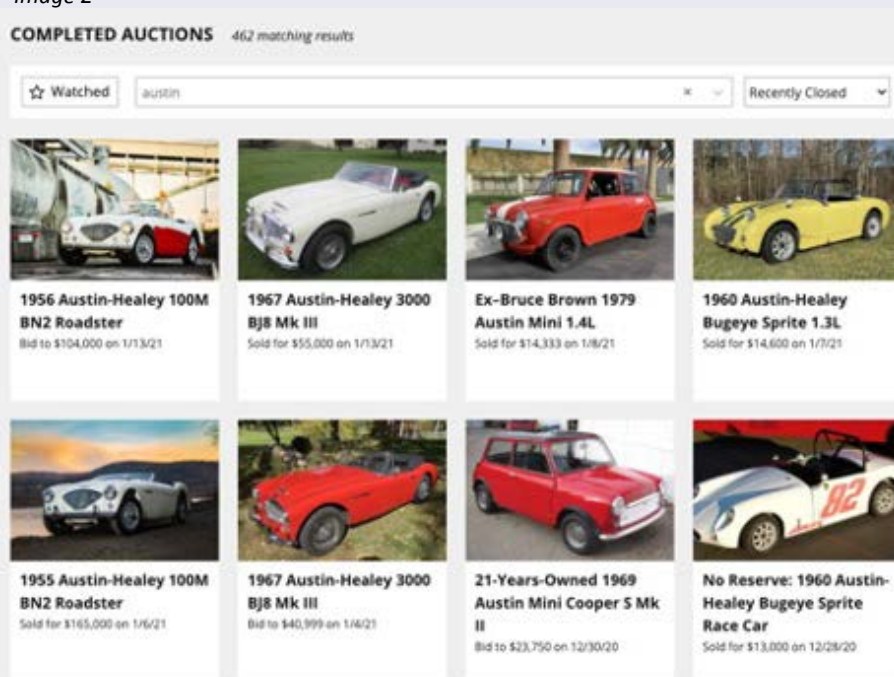 Image 2
COMPLETED AUCTIONS 462 matching results
Watched
austin
×
Recently Closed
1956 Austin-Healey 100M
BN2 Roadster
Bid to $104,000 on 1/13/21
1967 Austin-Healey 3000
BJ8 Mk III
Sold for $55,000 on 1/13/21
Ex–Bruce Brown 1979
Austin Mini 1.4L
Sold for $14,333 on 1/8/21
1960 Austin-Healey
Bugeye Sprite 1.3L
Sold for $14,600 on 1/7/21
82
1955 Austin-Healey 100M
BN2 Roadster
Sold for $165,000 on 1/6/21
1967 Austin-Healey 3000
BJ8 Mk III
Bid to $40,999 on 1/4/21
21-Years-Owned 1969
Austin Mini Cooper S Mk
II
Bid to $23,750 on 12/30/20
No Reserve: 1960 Austin-
Healey Bugeye Sprite
Race Car
Sold for $13,000 on 12/28/20